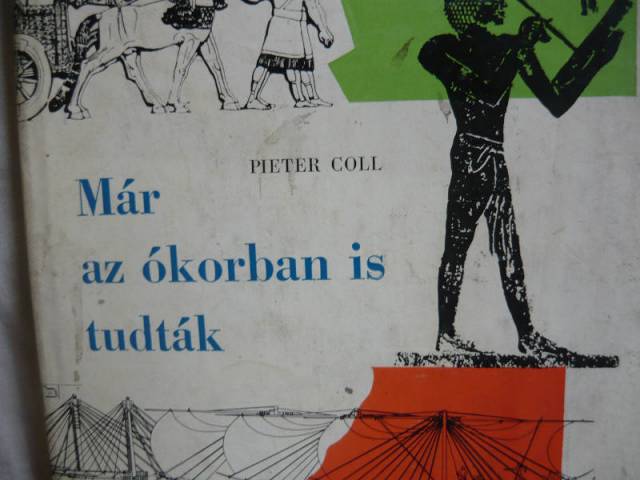 PIETER COLL
Már
az ókorban is
tudták